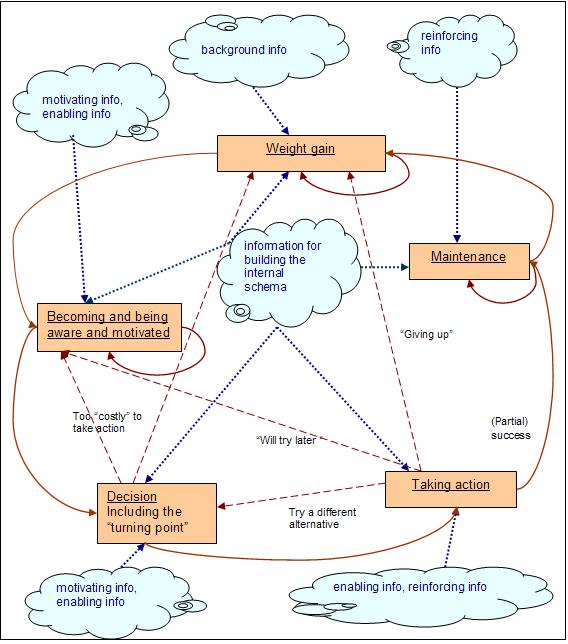 background info
reinforcing
info
motivating info,
enabling info
Weight gain
information for
building the
internal
schema
Maintenance
Becoming and being
aware and motivated
“Giving up”
Too “costly” to
take action
“Will try later”
(Partial)
success
Decision
Including the
“turning point”
Taking action
Try a different
alternative
motivating info,
enabling info
enabling info, reinforcing info